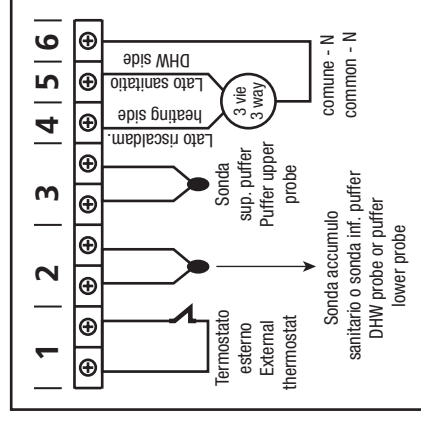 1
2
3
4
5
6
Termostato
esterno
External
thermostat
Sonda accumulo
sanitario o sonda inf. puffer
DHW probe or puffer
lower probe
Sonda
sup. puffer
Puffer upper
probe
Lato riscaldam.
heating side
Lato sanitatio
DHW side
3 vie
3 way
comune - N
common - N